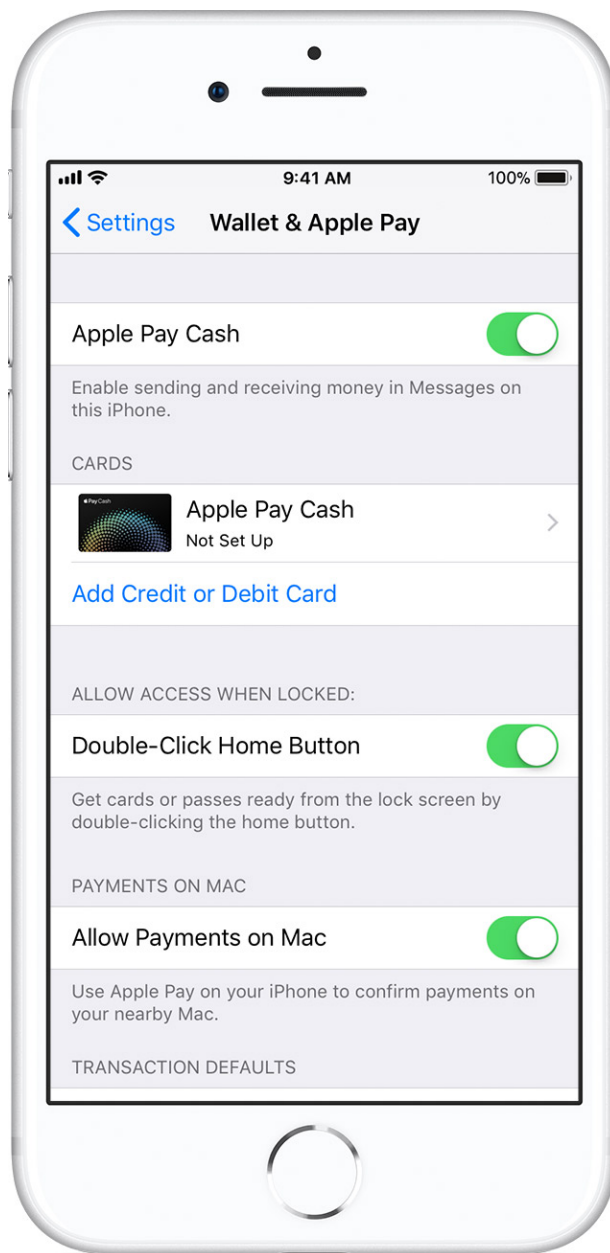 9:41 AM 100%
Settings Wallet & Apple Pay
Apple Pay Cash
Enable sending and receiving money in Messages on
this iPhone.
CARDS
Pay Cash
Apple Pay Cash
Not Set Up
Add Credit or Debit Card
ALLOW ACCESS WHEN LOCKED:
Double-Click Home Button
Get cards or passes ready from the lock screen by
double-clicking the home button.
PAYMENTS ON MAC
Allow Payments on Mac
Use Apple Pay on your iPhone to confirm payments on
your nearby Mac.
TRANSACTION DEFAULTS